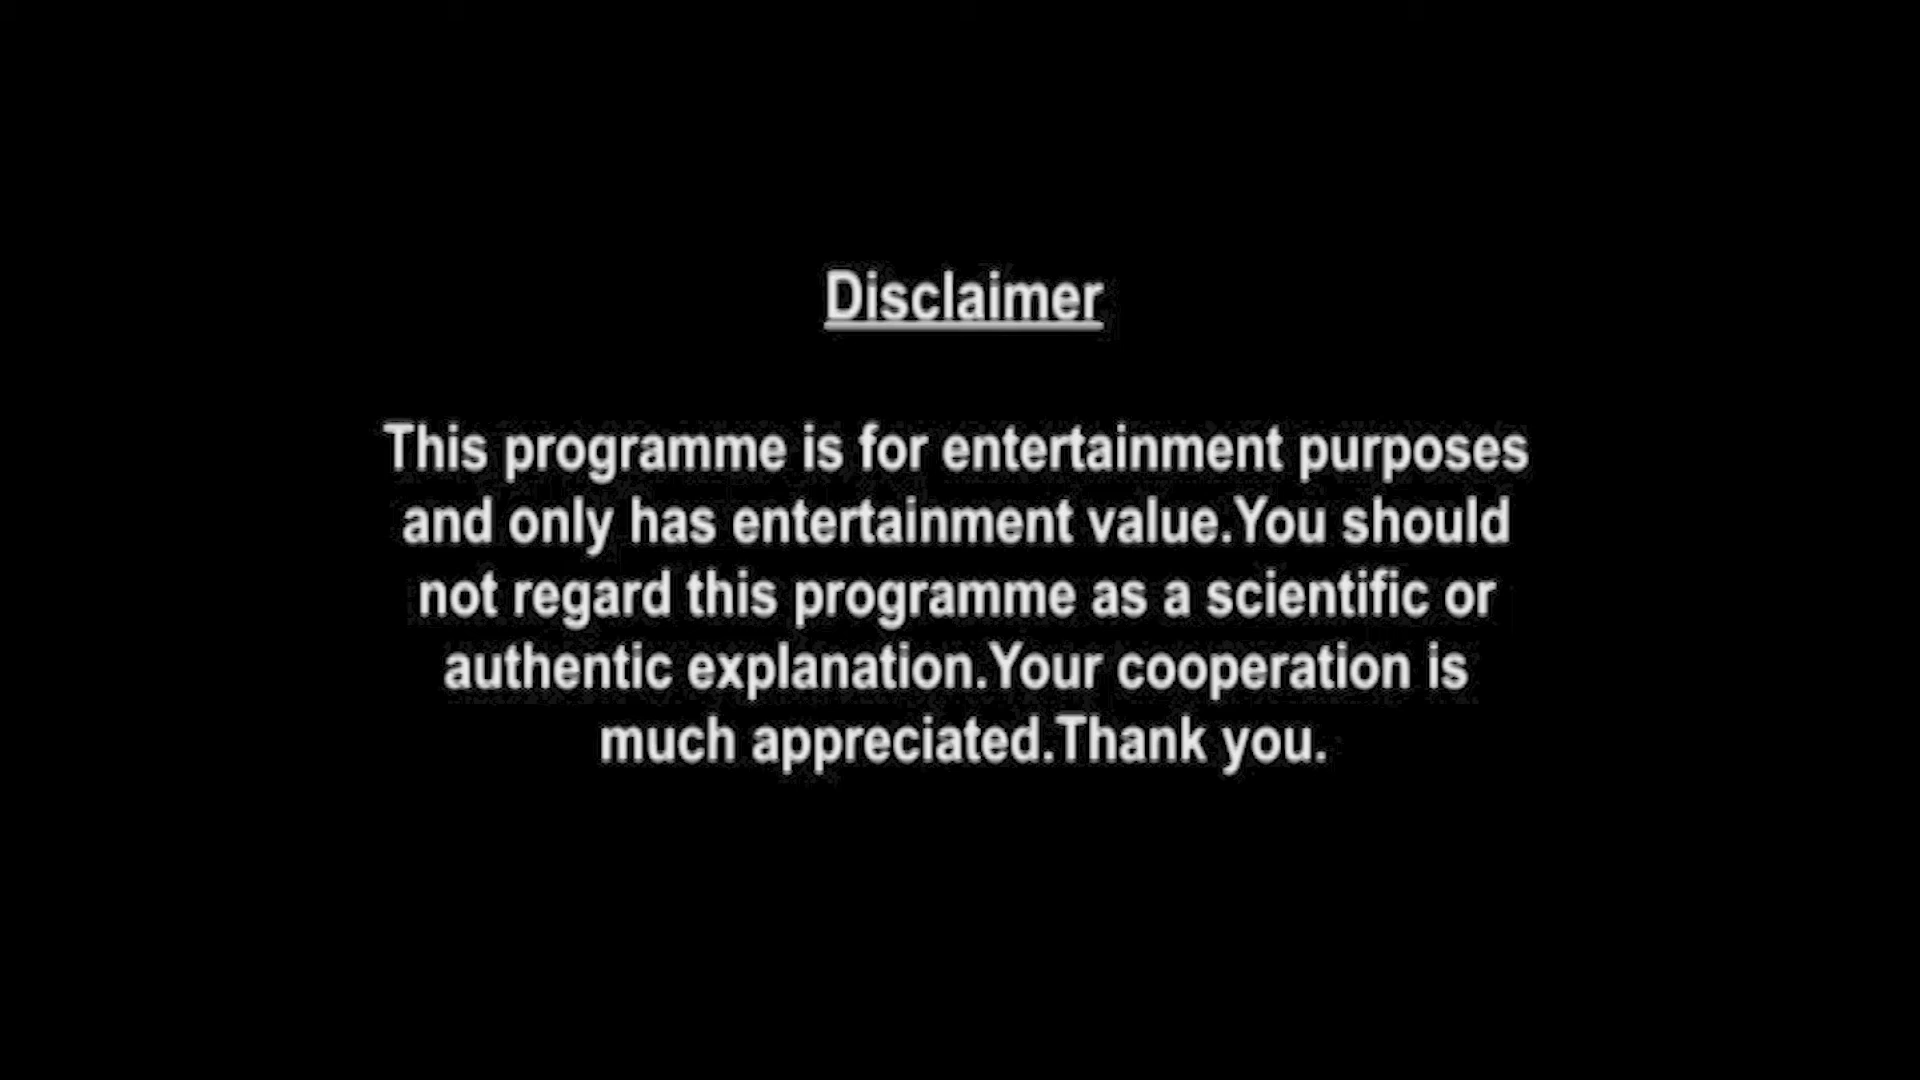 Disclaimer
This programme is for entertainment purposes
and only has entertainment value.You should
not regard this programme as a scientific or
authentic explanation.Your cooperation is
much appreciated.Thank you.